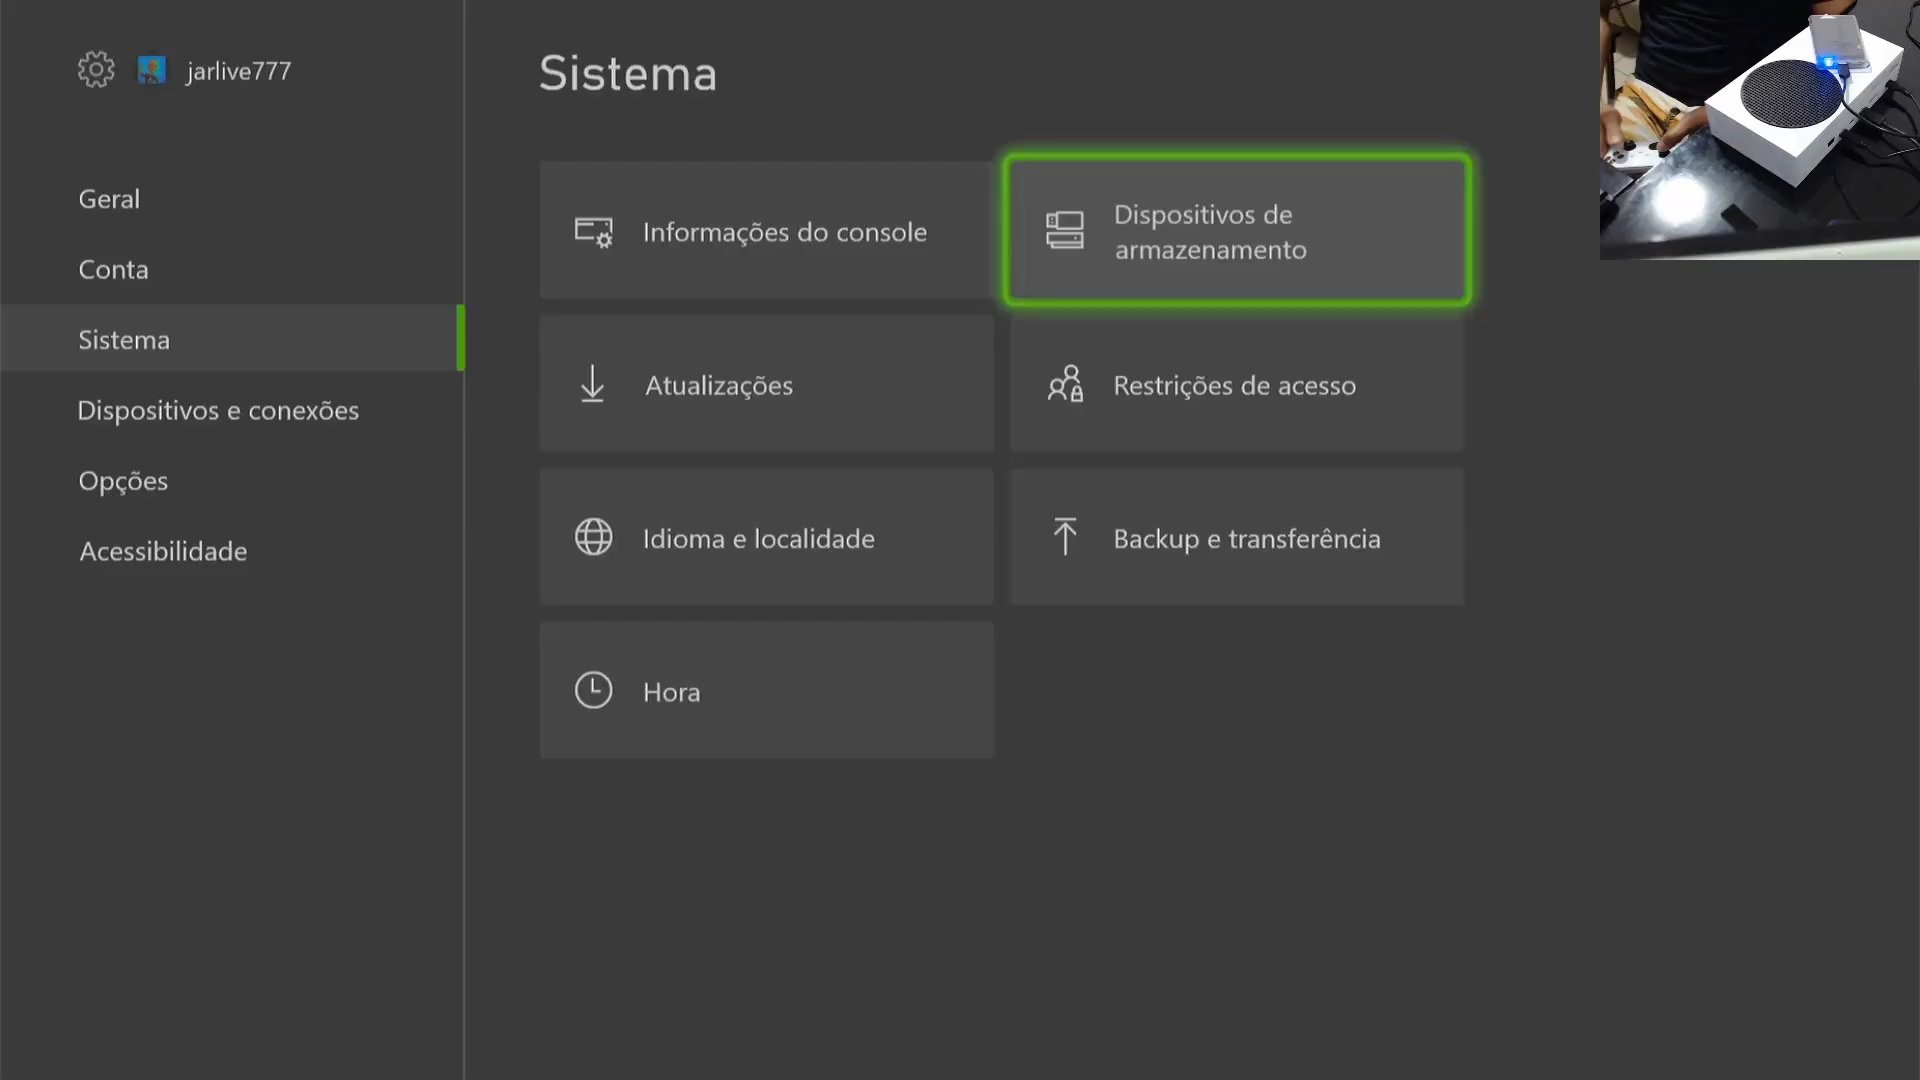 jarlive777
Geral
Conta
Sistema
Dispositivos e conexões
Opções
Acessibilidade
Sistema
Informações do console
Dispositivos de
armazenamento
Atualizações
Restrições de acesso
Idioma e localidade
Backup e transferência
Hora